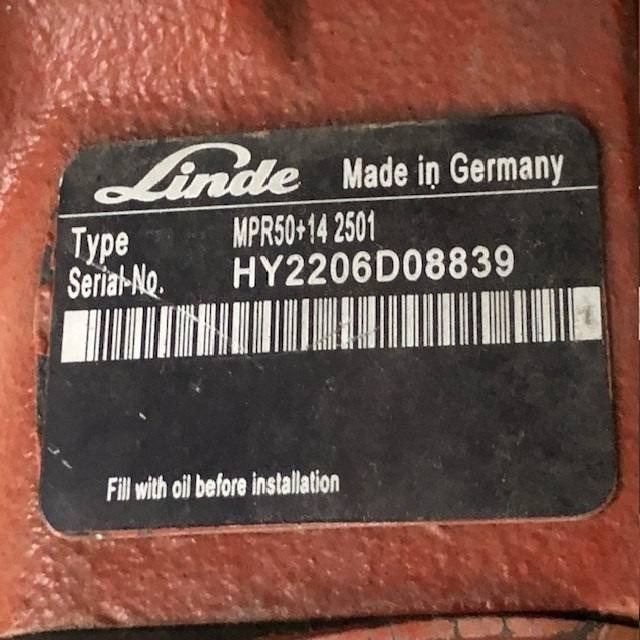 Linde Made in Germany
Type MPR50+14 2501
Serial-No. HY2206D08839
Fill with oil before installation